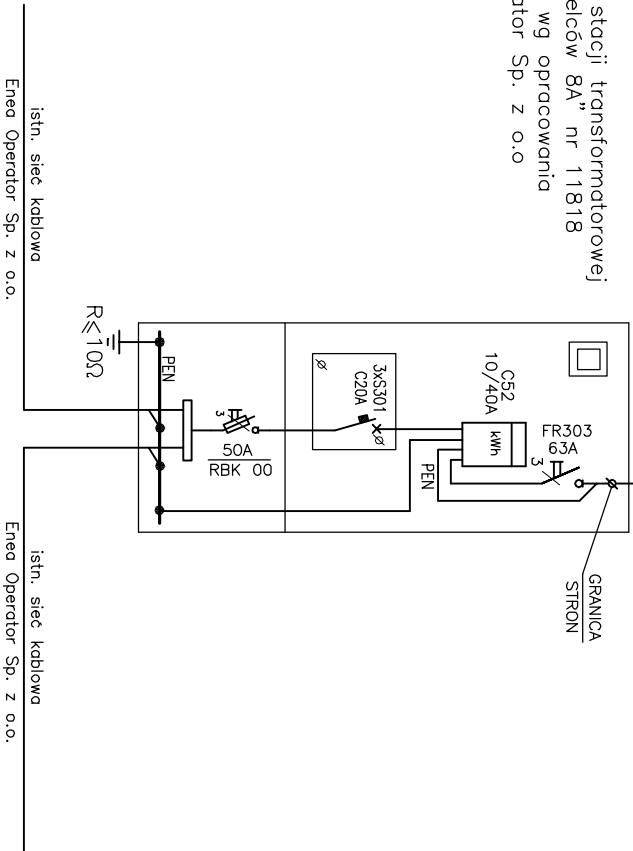 stacji transformatorowej
8A" nr 11818
wg opracowania
Sp. z o.o
istn. sieć kablowa
Enea Operator Sp. z o.o.
R≤10Ω
PEN
3
50A
RBK 00
3xS301
C20A
C52
10/40A
kWh
PEN
FR303
63A
3
GRANICA
STRON
istn. sieć kablowa
Enea Operator Sp. z o.o.